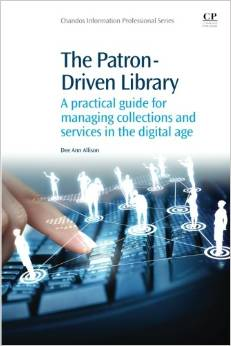 Chandos Information Professional Series
CP
The Patron-
Driven Library
A practical guide for
managing collections and
services in the digital age
Dee Ann Allison